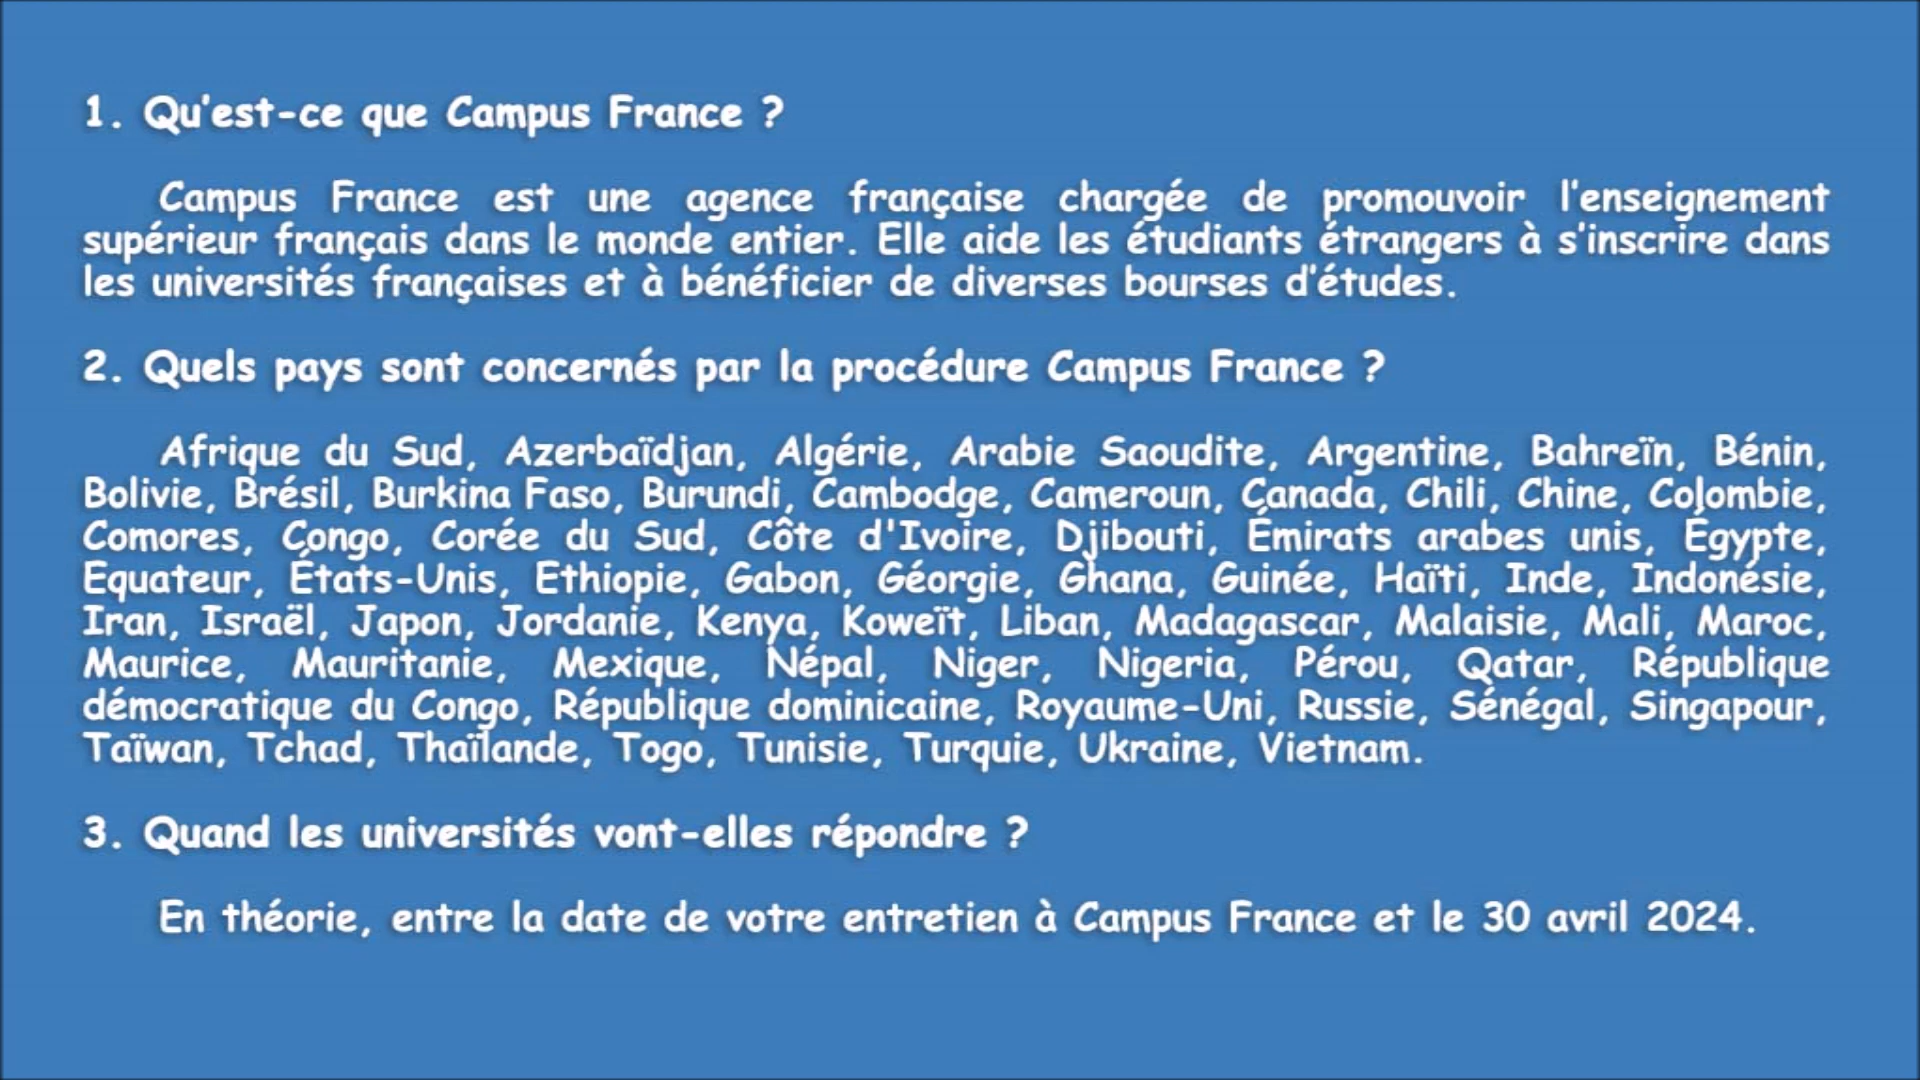 1. Qu'est-ce que Campus France ?
Campus France est une agence française chargée de promouvoir l'enseignement
supérieur français dans le monde entier. Elle aide les étudiants étrangers à s'inscrire dans
les universités françaises et à bénéficier de diverses bourses d'études.
2. Quels pays sont concernés par la procédure Campus France ?
Afrique du Sud, Azerbaïdjan, Algérie, Arabie Saoudite, Argentine, Bahreïn, Bénin,
Bolivie, Brésil, Burkina Faso, Burundi, Cambodge, Cameroun, Canada, Chili, Chine, Colombie,
Comores, Congo, Corée du Sud, Côte d'Ivoire, Djibouti, Émirats arabes unis, Égypte,
Equateur, États-Unis, Ethiopie, Gabon, Géorgie, Ghana, Guinée, Haïti, Inde, Indonésie,
Iran, Israël, Japon, Jordanie, Kenya, Koweït, Liban, Madagascar, Malaisie, Mali, Maroc,
Maurice, Mauritanie, Mexique, Népal, Niger, Nigeria, Pérou, Qatar, République
démocratique du Congo, République dominicaine, Royaume-Uni, Russie, Sénégal, Singapour,
Taïwan, Tchad, Thaïlande, Togo, Tunisie, Turquie, Ukraine, Vietnam.
3. Quand les universités vont-elles répondre ?
En théorie, entre la date de votre entretien à Campus France et le 30 avril 2024.